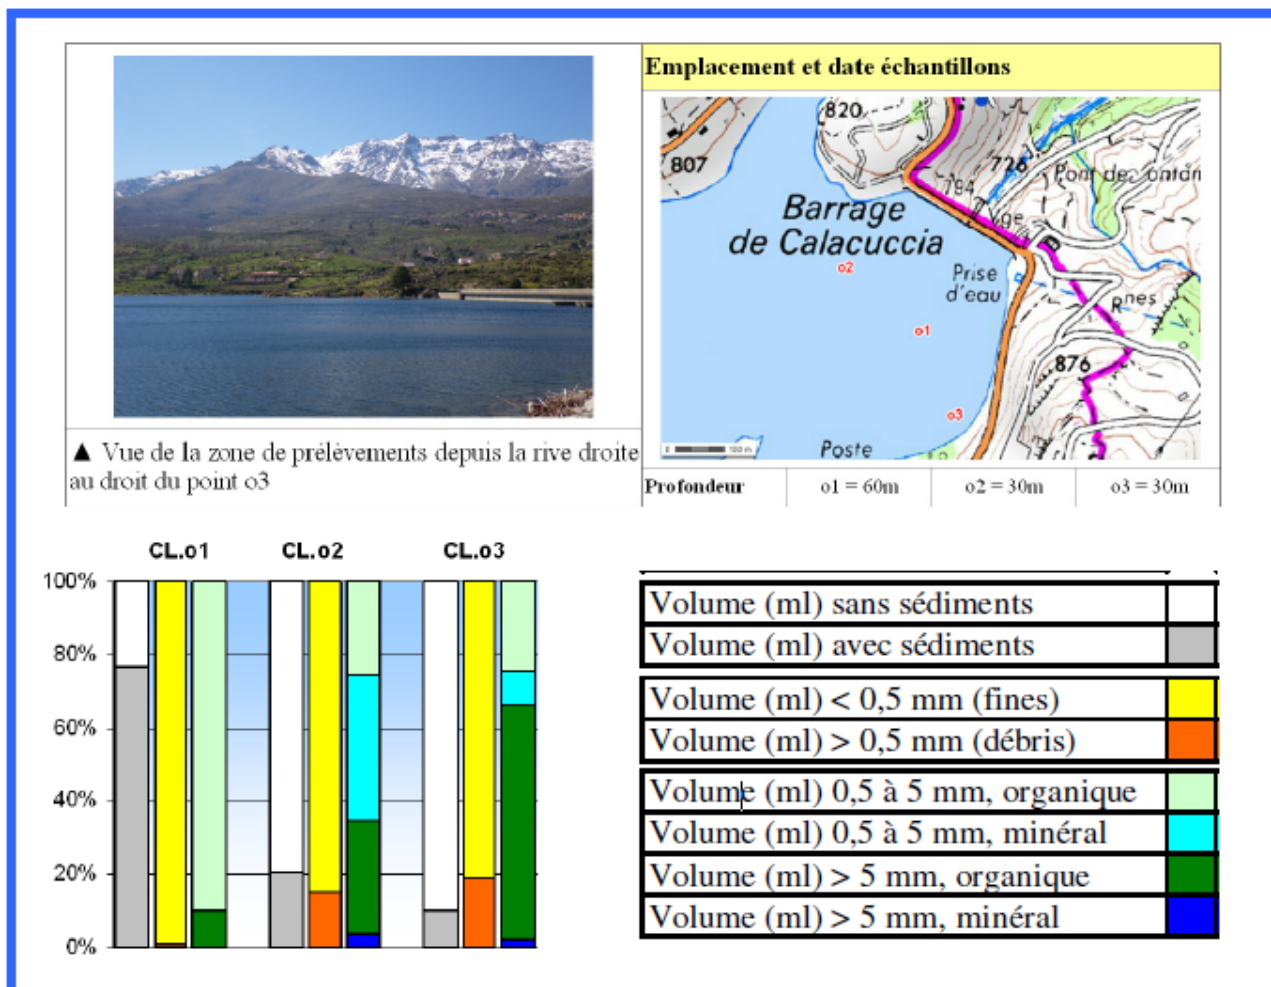 Emplacement et date échantillons
820
807
726
Pont de
784
Barrage
de Calacuccia
o2
Prise
d'eau
o1
Rnes
876
o3
Poste
▲ Vue de la zone de prélèvements depuis la rive droite
au droit du point o3
Profondeur o1 = 60m o2 = 30m o3 = 30m
CL.o1 CL.o2 CL.o3
100%
80%
60%
40%
20%
0%
Volume (ml) sans sédiments
Volume (ml) avec sédiments
Volume (ml) < 0,5 mm (fines)
Volume (ml) > 0,5 mm (débris)
Volume (ml) 0,5 à 5 mm, organique
Volume (ml) 0,5 à 5 mm, minéral
Volume (ml) > 5 mm, organique
Volume (ml) > 5 mm, minéral